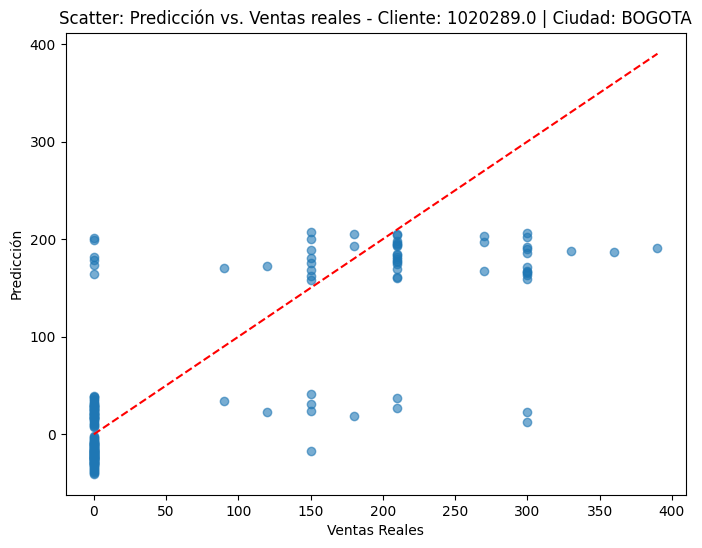 Scatter: Predicción vs. Ventas reales - Cliente: 1020289.0 | Ciudad: BOGOTA
400
300
200
100
0
Predicción
0 50 100 150 200 250 300 350 400
Ventas Reales